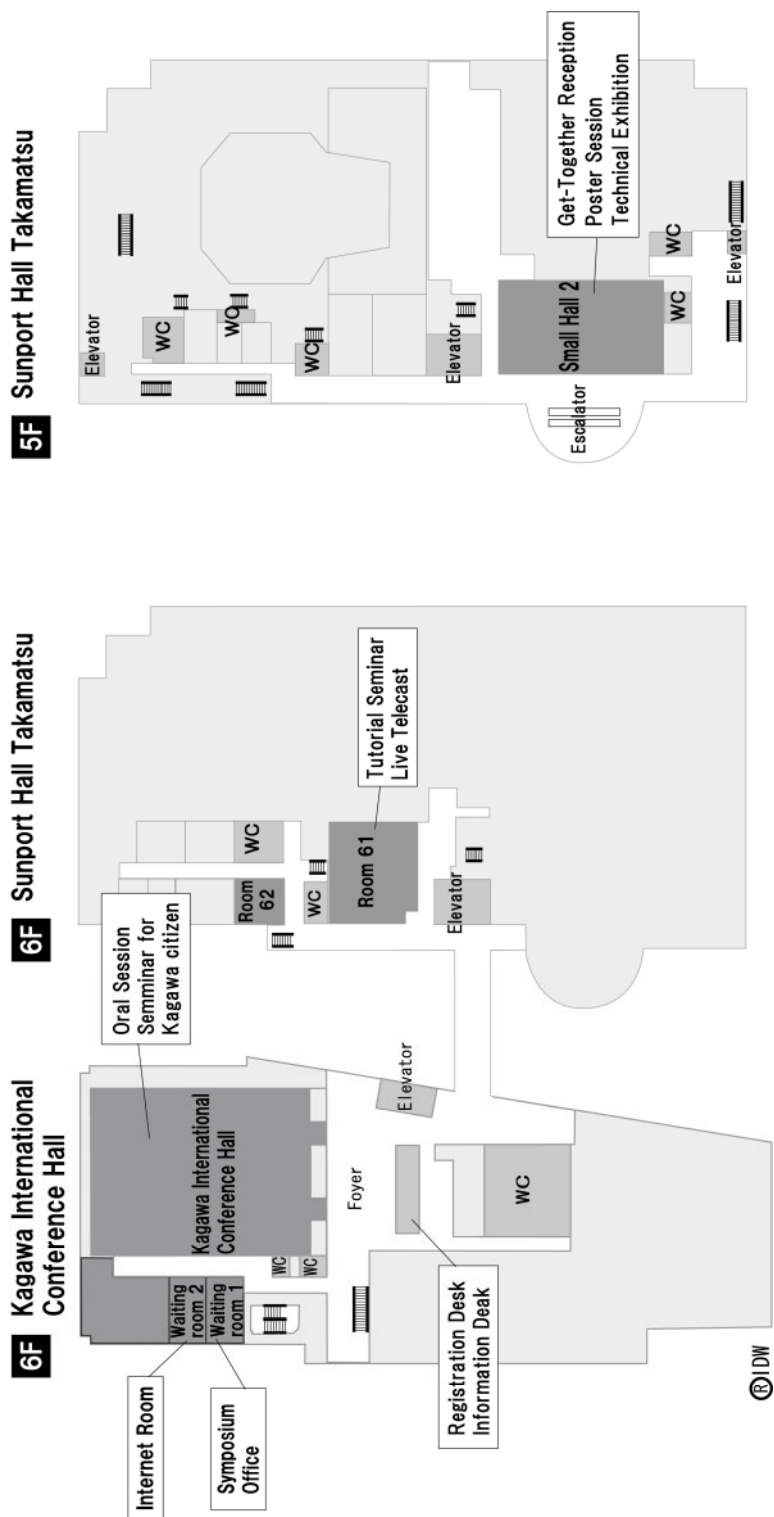 6F Kagawa International
Conference Hall
Internet Room
Symposium
Office
Waiting
room 2
Waiting
room 1
Oral Session
Semminar for
Kagawa citizen
Kagawa International
Conference Hall
WC
WC
Foyer
Elevator
Registration Desk
Information Deak
WC
ⓇIDW
6F Sunport Hall Takamatsu
Room
62
WC
WC
Room 61
Tutorial Seminar
Live Telecast
Elevator
5F Sunport Hall Takamatsu
Elevator
WC
WC
WC
Elevator
Small Hall 2
Get-Together Reception
Poster Session
Technical Exhibition
Escalator
WC
WC
Elevator